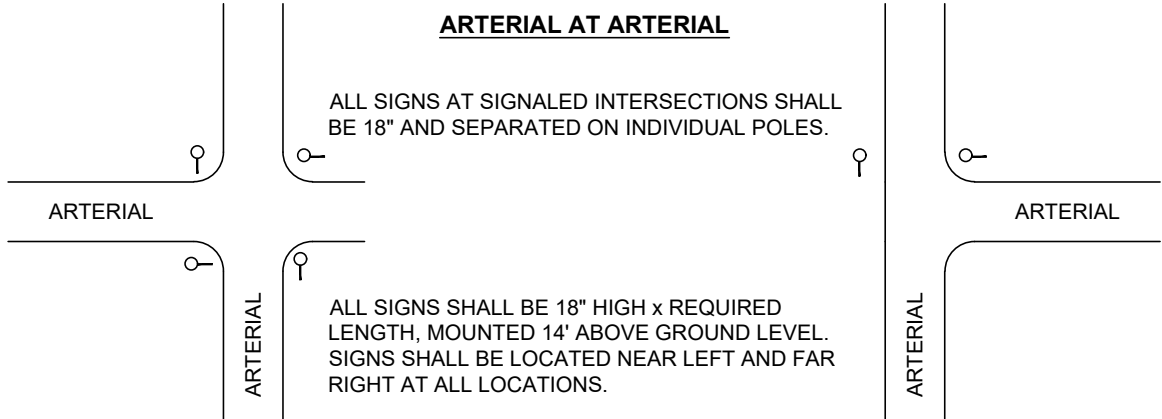 ARTERIAL AT ARTERIAL
ALL SIGNS AT SIGNALED INTERSECTIONS SHALL
BE 18" AND SEPARATED ON INDIVIDUAL POLES.
ARTERIAL
ARTERIAL
ALL SIGNS SHALL BE 18" HIGH x REQUIRED
LENGTH, MOUNTED 14' ABOVE GROUND LEVEL.
SIGNS SHALL BE LOCATED NEAR LEFT AND FAR
RIGHT AT ALL LOCATIONS.
ARTERIAL
ARTERIAL